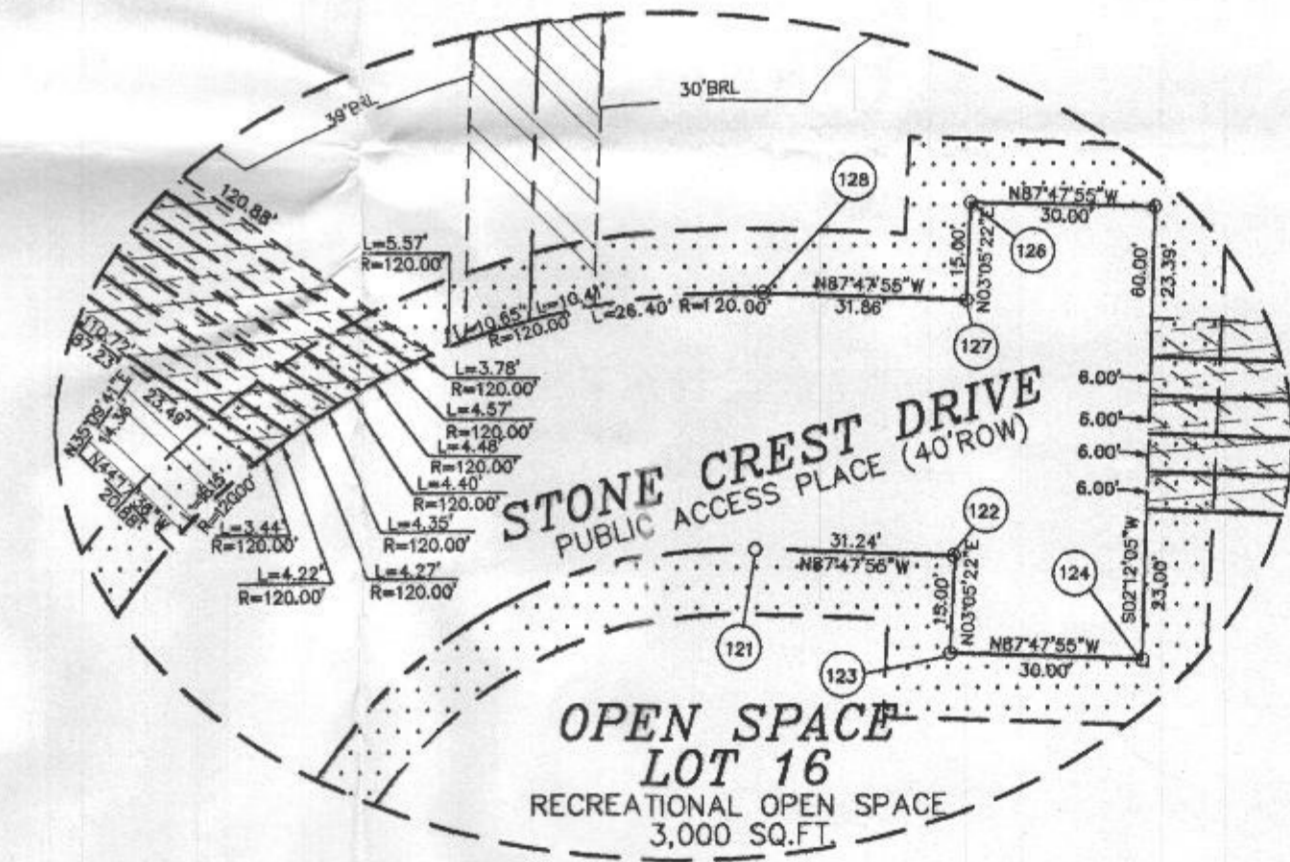 39'BRL
30'BRL
128
120.88'
N87°47'55"W
30.00'
126
L=5.57'
R=120.00'
15.00'
N03°05'22"E
60.00'
23.39'
N87°47'55"W
31.86'
R=120.00'
L=26.40'
L=10.41'
L=10.65'
R=120.00'
127
87.23'
L=3.78'
R=120.00'
23.49'
L=4.57'
R=120.00'
6.00'
6.00'
6.00'
6.00'
L=4.48'
R=120.00'
L=4.40'
R=120.00'
STONE CREST DRIVE
PUBLIC ACCESS PLACE (40'ROW)
R=120.00'
L=3.44'
R=120.00'
L=4.35'
R=120.00'
L=4.22'
R=120.00'
L=4.27'
R=120.00'
122
31.24'
N87°47'56"W
124
15.00'
N03°05'22"E
S02°12'05"W
23.00'
121
123
N87°47'55"W
30.00'
OPEN SPACE
LOT 16
RECREATIONAL OPEN SPACE
3,000 SQ.FT.